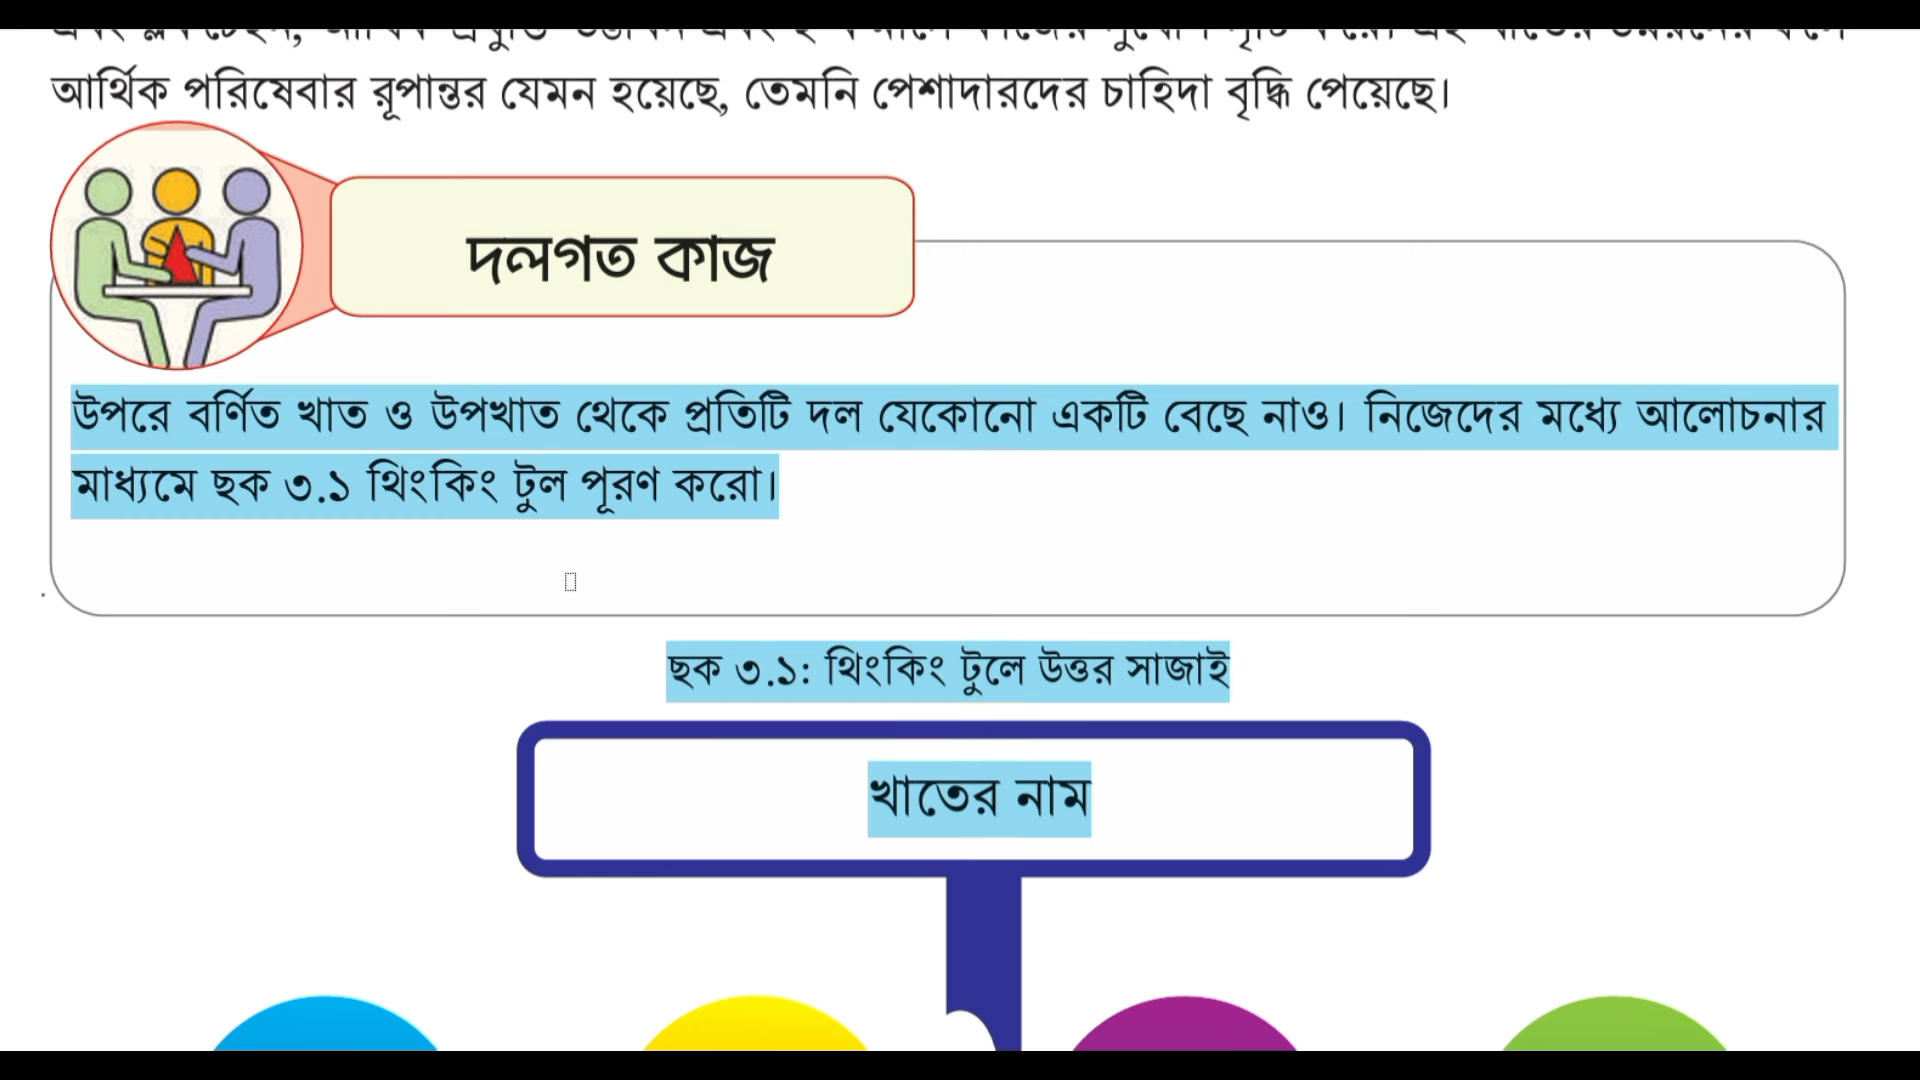 আর্থিক পরিষেবার রূপান্তর যেমন হয়েছে, তেমনি পেশাদারদের চাহিদা বৃদ্ধি পেয়েছে।
দলগত কাজ
উপরে বর্ণিত খাত ও উপখাত থেকে প্রতিটি দল যেকোনো একটি বেছে নাও। নিজেদের মধ্যে আলোচনার
মাধ্যমে ছক ৩.১ থিংকিং টুল পূরণ করো।
ছক ৩.১: থিংকিং টুলে উত্তর সাজাই
খাতের নাম